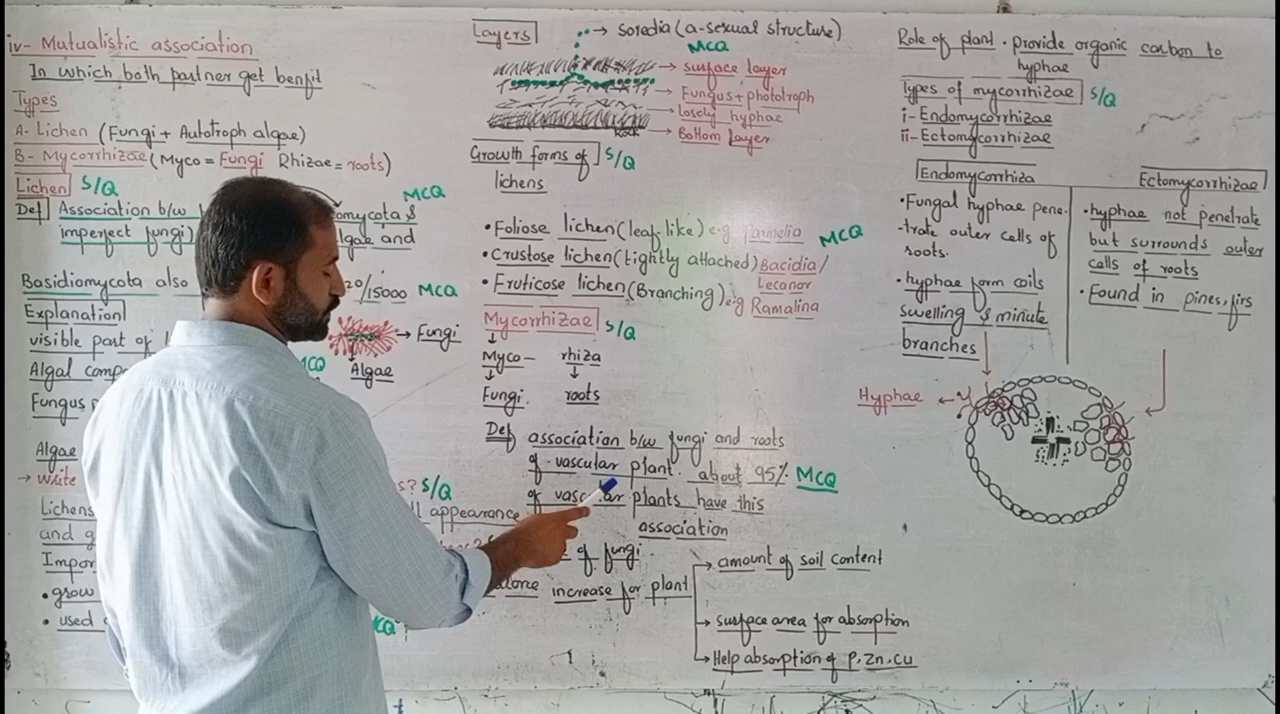 iv- Mutualistic association
In which both partner get benfit
Types
A- Lichen (Fungi + Autotroph algae)
B- Mycorrhizae (Myco = Fungi Rhizae = roots)
Lichen S/Q
MCQ
Def Association b/w omycota &
imperfect fungi) lgae and
Basidiomycota also 20/15000 MCQ
Explanation
visible part of
→ Fungi
Algal comp
Algae
Fungus
Algae
→ write s? S/Q
Lichens ll appearance
and g
Impor
• grow
• used
Layers
→ soredia (a-sexual structure)
MCQ
→ surface layer
→ Fungus + phototroph
→ losely hyphae
Rock → Bottom layer
Growth forms of S/Q
lichens
• Foliose lichen (leaf like) e.g parmelia
MCQ
• Crustose lichen (tightly attached) Bacidia/
Lecanor
• Fruticose lichen (Branching) e.g Ramalina
Mycorrhizae S/Q
Myco – rhiza
Fungi roots
Def association b/w fungi and roots
of vascular plant. about 95% MCQ
of vascular plants have this
association
of fungi
alone increase for plant
→ amount of soil content
→ surface area for absorption
→ Help absorption of P, Zn, Cu
Role of plant • provide organic carbon to
hyphae
Types of mycorrhizae S/Q
i- Endomycorrhizae
ii- Ectomycorrhizae
Endomycorrhiza
• Fungal hyphae pene-
-trate outer cells of
roots.
• hyphae form coils
swelling & minute
branches
Ectomycorrhizae
• hyphae not penetrate
but surrounds outer
cells of roots
• Found in pines, firs
Hyphae